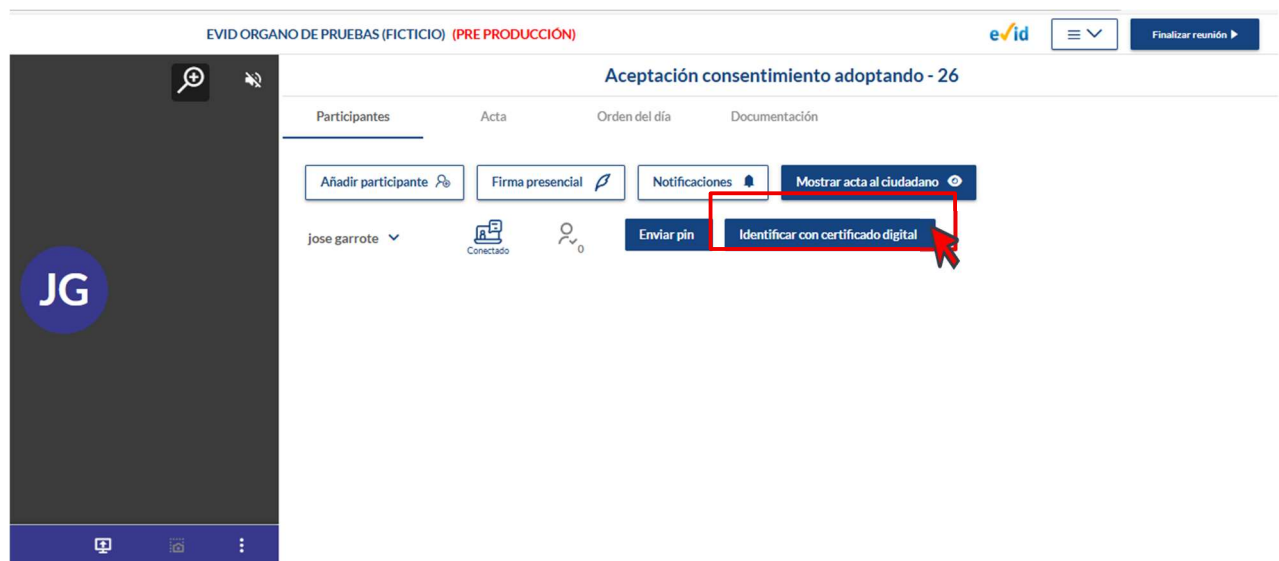 EVID ORGANO DE PRUEBAS (FICTICIO) (PRE PRODUCCIÓN)
evid
Finalizar reunión
Aceptación consentimiento adoptando - 26
Participantes Acta Orden del día Documentación
Añadir participante Firma presencial Notificaciones Mostrar acta al ciudadano
jose garrote Conectado 0 Enviar pin Identificar con certificado digital
JG